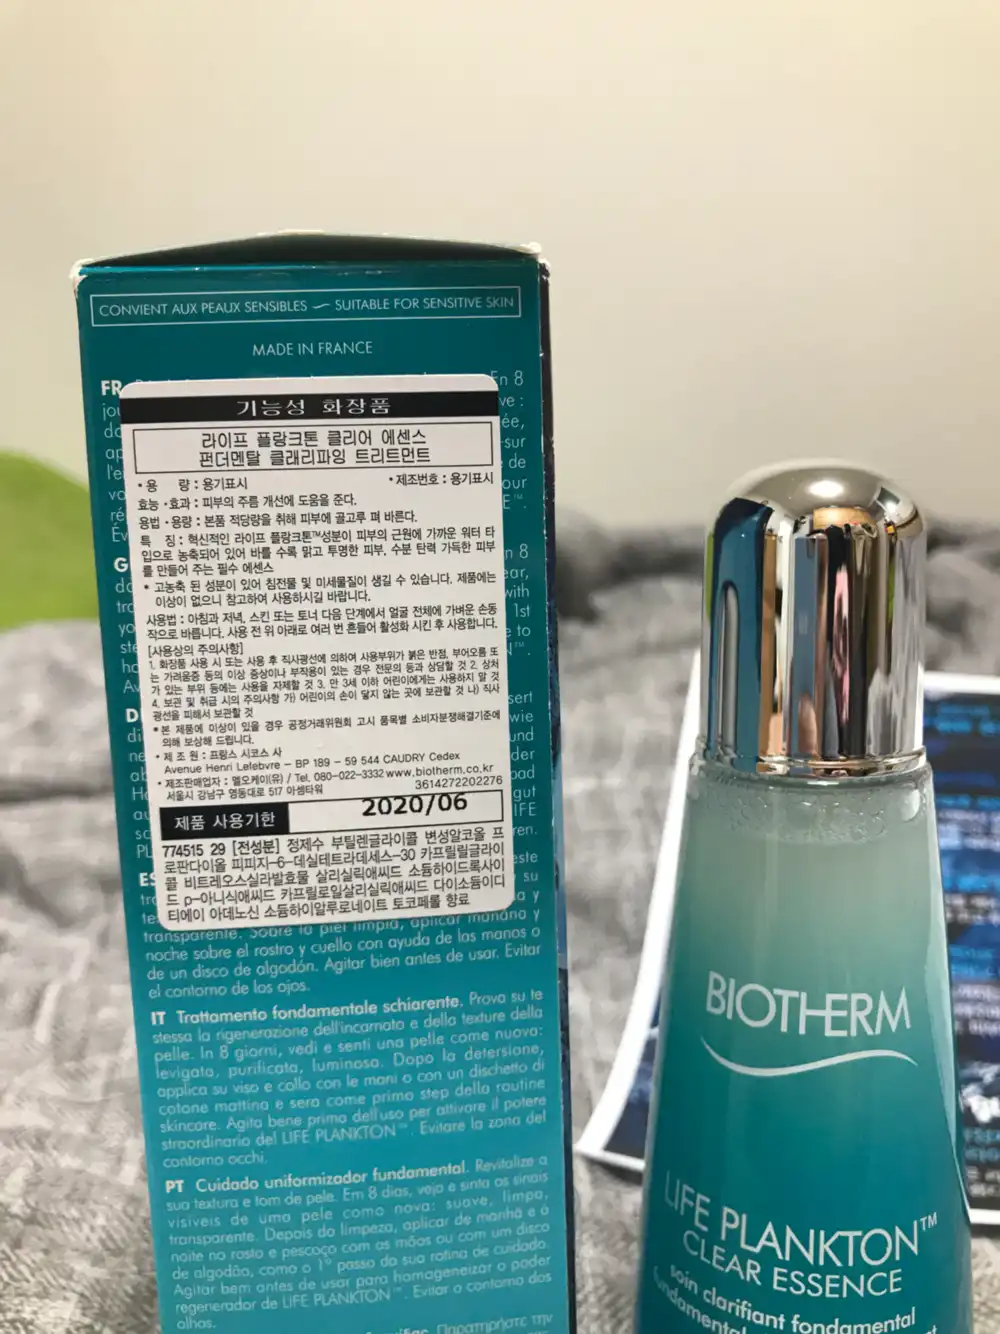 CONVIENT AUX PEAUX SENSIBLES — SUITABLE FOR SENSITIVE SKIN
MADE IN FRANCE
FR
En 8
기능성 화장품
라이프 플랑크톤 클리어 에센스
펀더멘탈 클래리파잉 트리트먼트
• 용 량 : 용기표시 • 제조번호 : 용기표시
효능 · 효과 : 피부의 주름 개선에 도움을 준다.
용법 · 용량 : 본품 적당량을 취해 피부에 골고루 펴 바른다.
특 징 : 혁신적인 라이프 플랑크톤™성분이 피부의 근원에 가까운 워터 타
입으로 농축되어 있어 바를 수록 맑고 투명한 피부, 수분 탄력 가득한 피부
를 만들어 주는 필수 에센스
* 고농축 된 성분이 있어 침전물 및 미세물질이 생길 수 있습니다. 제품에는
이상이 없으니 참고하여 사용하시길 바랍니다.
사용법 : 아침과 저녁, 스킨 또는 토너 다음 단계에서 얼굴 전체에 가벼운 손동
작으로 바릅니다. 사용 전 위 아래로 여러 번 흔들어 활성화 시킨 후 사용합니다.
[사용상의 주의사항]
1. 화장품 사용 시 또는 사용 후 직사광선에 의하여 사용부위가 붉은 반점, 부어오름 또
는 가려움증 등의 이상 증상이나 부작용이 있는 경우 전문의 등과 상담할 것 2. 상처
가 있는 부위 등에는 사용을 자제할 것 3. 만 3세 이하 어린이에게는 사용하지 말 것
4. 보관 및 취급 시의 주의사항 가) 어린이의 손이 닿지 않는 곳에 보관할 것 나) 직사
광선을 피해서 보관할 것
*본 제품에 이상이 있을 경우 공정거래위원회 고시 품목별 소비자분쟁해결기준에
의해 보상해 드립니다.
• 제 조 원 : 프랑스 시코스 사
Avenue Henri Lefebvre – BP 189 – 59 544 CAUDRY Cedex
• 제조판매업자 : 엘오케이(유) / Tel. 080-022-3332 www.biotherm.co.kr
서울시 강남구 영동대로 517 아셈타워 3614272202276
제품 사용기한 2020/06
774515 29 [전성분] 정제수 부틸렌글라이콜 변성알코올 프
로판다이올 피피지-6-데실테트라데세스-30 카프릴릴글라이
콜 비트레오스실라발효물 살리실릭애씨드 소듐하이드록사이
드 p-아니식애씨드 카프릴로일살리실릭애씨드 다이소듐이디
티에이 아데노신 소듐하이알루로네이트 토코페롤 향료
transparente. Sobre la piel limpia, aplicar mañana y
noche sobre el rostro y cuello con ayuda de las manos o
de un disco de algodón. Agitar bien antes de usar. Evitar
el contorno de los ojos.
IT Trattamento fondamentale schiarente. Prova su te
stessa la rigenerazione dell'incarnato e della texture della
pelle. In 8 giorni, vedi e senti una pelle come nuova:
levigata, purificata, luminosa. Dopo la detersione,
applica su viso e collo con le mani o con un dischetto di
cotone mattina e sera come primo step della routine
skincare. Agita bene prima dell'uso per attivare il potere
straordinario del LIFE PLANKTON™. Evitare la zona del
contorno occhi.
PT Cuidado uniformizador fundamental. Revitalize a
sua textura e tom de pele. Em 8 dias, veja e sinta os sinais
visíveis de uma pele como nova: suave, limpa,
transparente. Depois da limpeza, aplicar de manhã e à
noite no rosto e pescoço com as mãos ou com um disco
de algodão, como o 1º passo da sua rotina de cuidado.
Agitar bem antes de usar para homogeneizar o poder
regenerador de LIFE PLANKTON™. Evitar o contorno dos
olhos.
Παρατηρήστε την
BIOTHERM
LIFE PLANKTON™
CLEAR ESSENCE
soin clarifiant fondamental